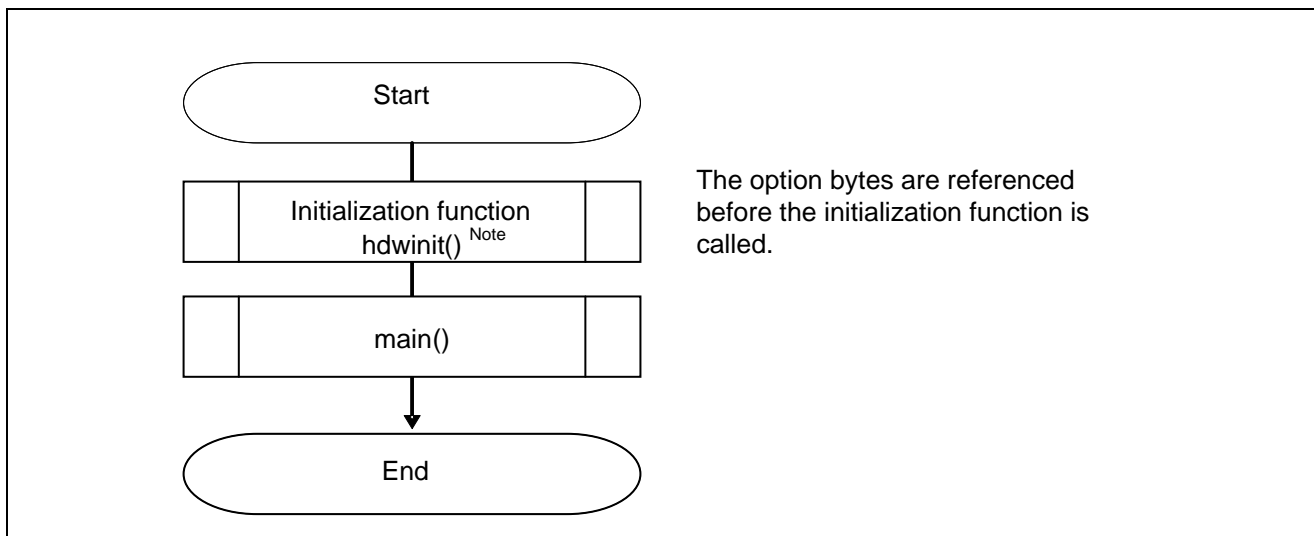 Start
Initialization function
hdwinit() Note
The option bytes are referenced
before the initialization function is
called.
main()
End